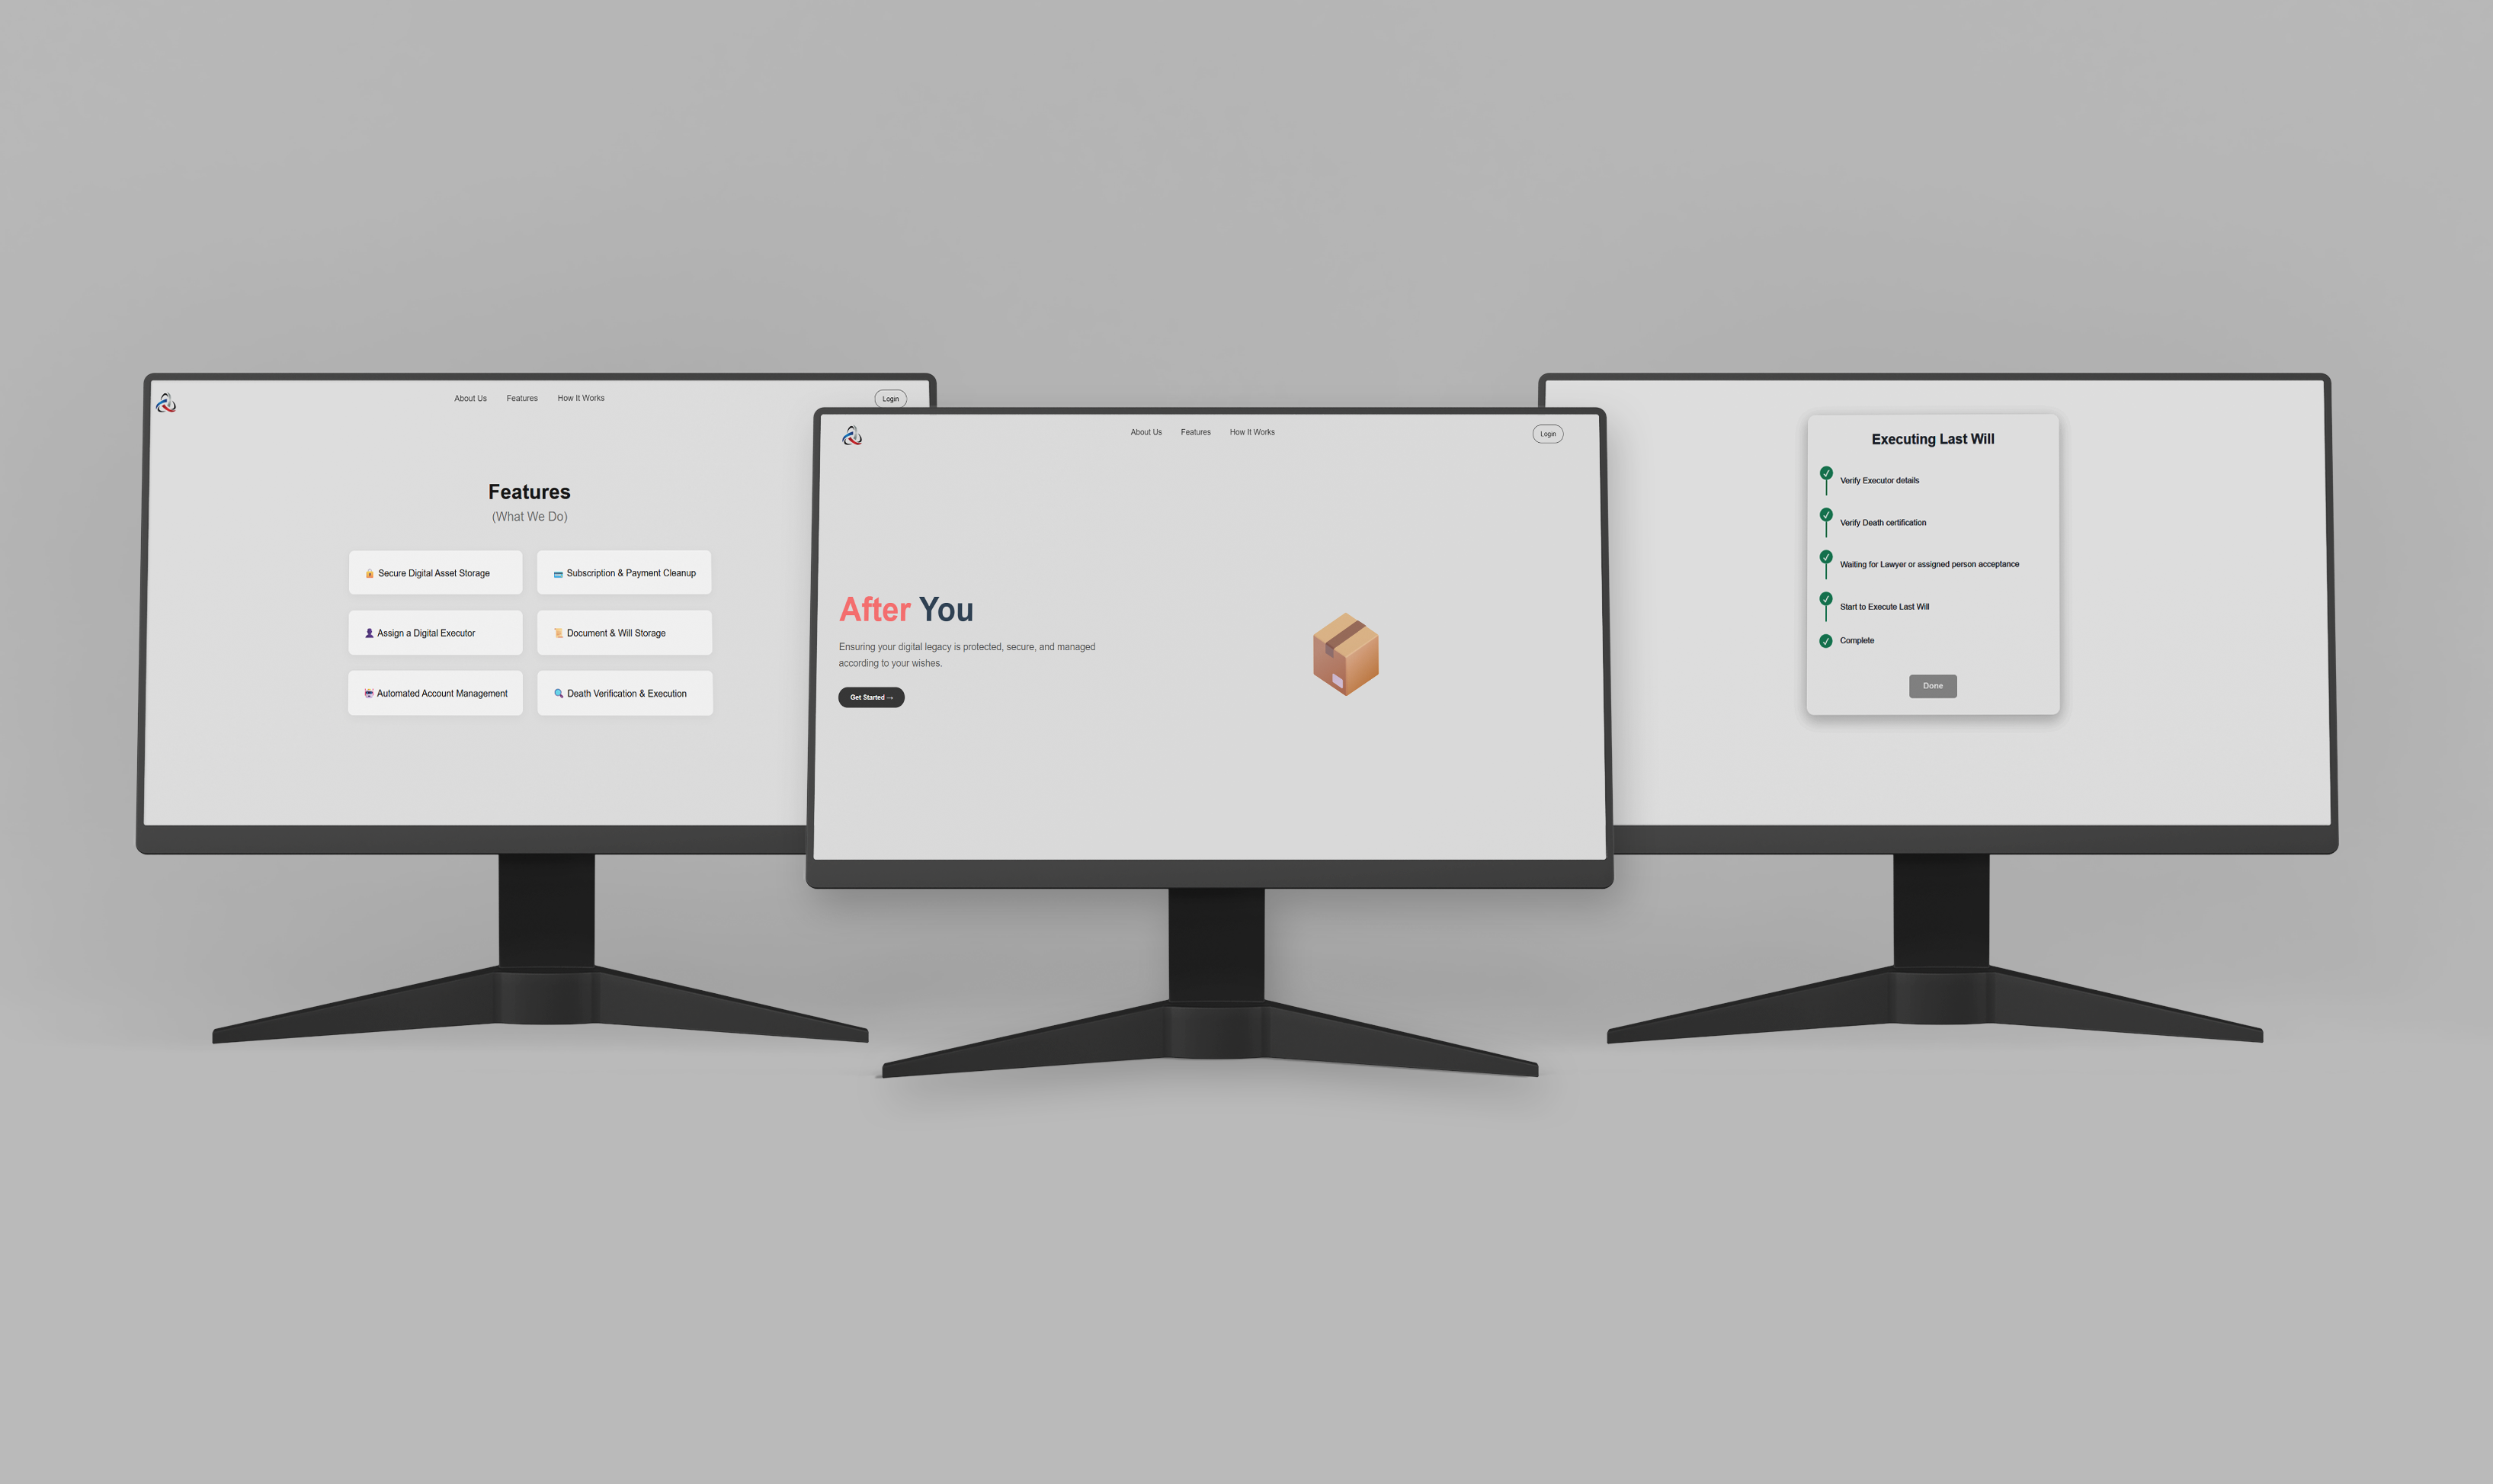 About Us Features How It Works Login
Features
(What We Do)
🔒 Secure Digital Asset Storage
💳 Subscription & Payment Cleanup
👤 Assign a Digital Executor
📜 Document & Will Storage
🤖 Automated Account Management
🔍 Death Verification & Execution
About Us Features How It Works Login
After You
Ensuring your digital legacy is protected, secure, and managed
according to your wishes.
Get Started →
Executing Last Will
Verify Executor details
Verify Death certification
Waiting for Lawyer or assigned person acceptance
Start to Execute Last Will
Complete
Done